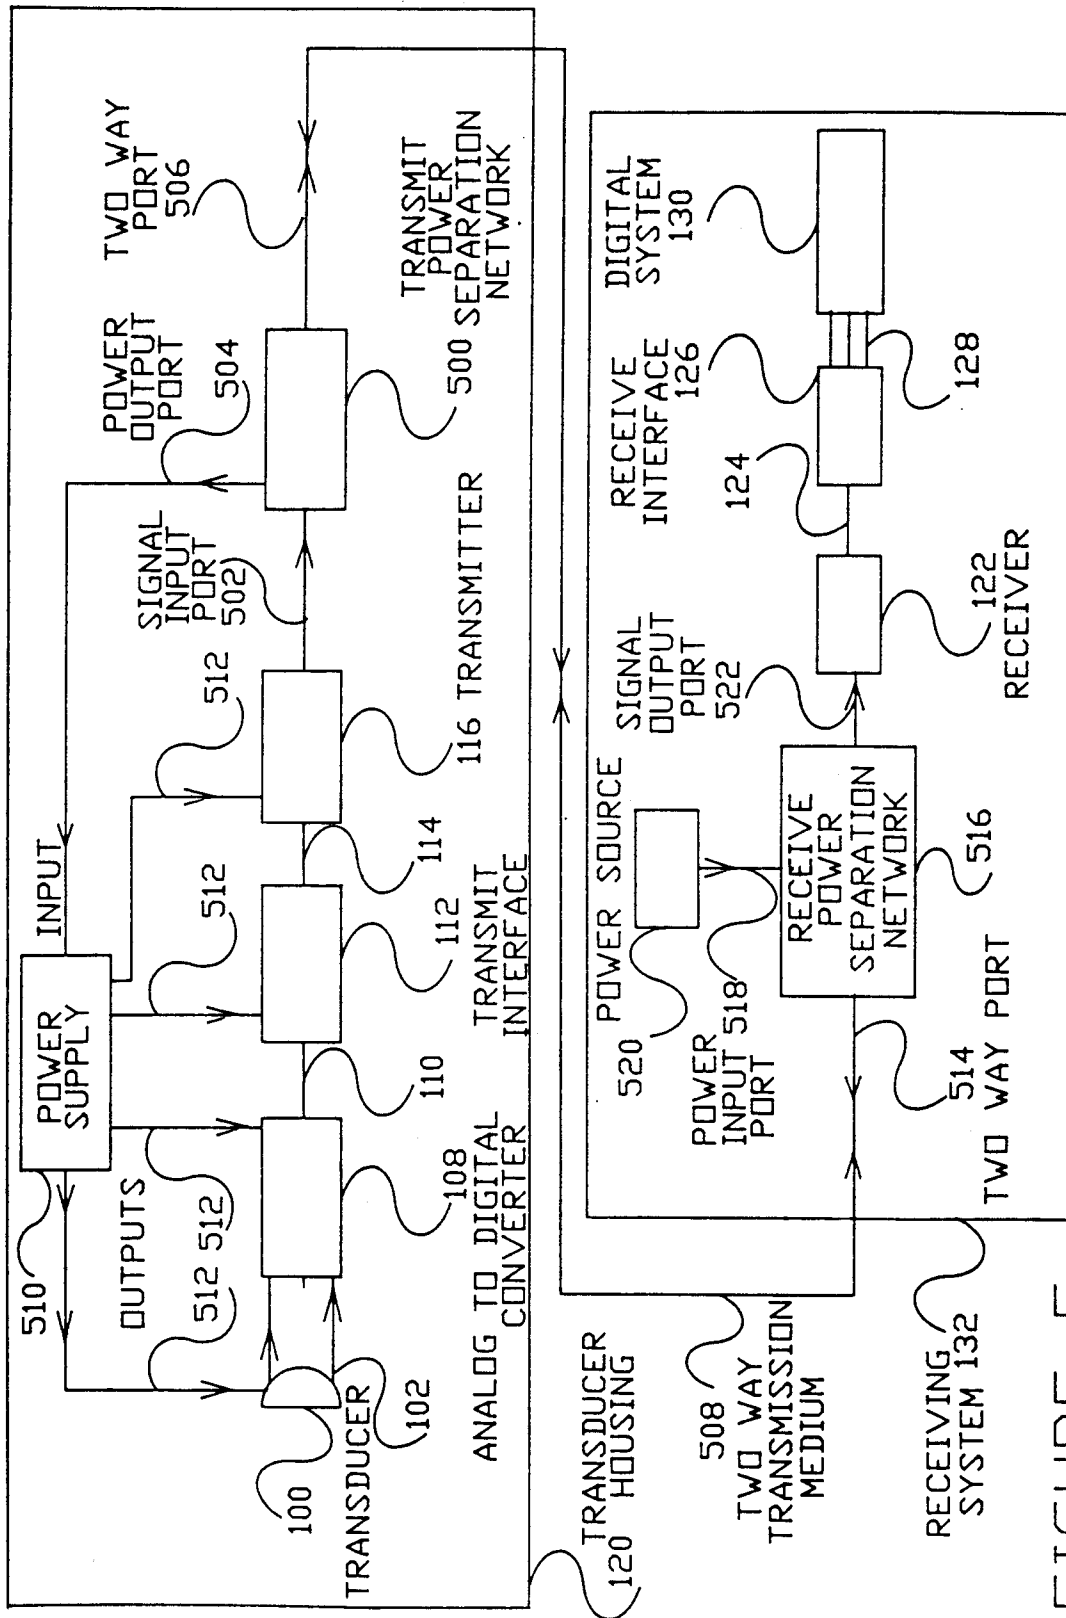 510
POWER
SUPPLY
INPUT
OUTPUTS
512
512
512
512
POWER
OUTPUT
PORT
504
TWO WAY
PORT
506
SIGNAL
INPUT
PORT
502
100
TRANSDUCER
102
108
ANALOG TO DIGITAL
CONVERTER
110
112
TRANSMIT
INTERFACE
114
116 TRANSMITTER
500
TRANSMIT
POWER
SEPARATION
NETWORK
TRANSDUCER
120 HOUSING
508
TWO WAY
TRANSMISSION
MEDIUM
520
POWER SOURCE
POWER
INPUT 518
PORT
RECEIVE
POWER
SEPARATION
NETWORK
516
514
TWO WAY PORT
SIGNAL
OUTPUT
PORT
522
122
RECEIVER
124
RECEIVE
INTERFACE
126
128
DIGITAL
SYSTEM
130
RECEIVING
SYSTEM 132